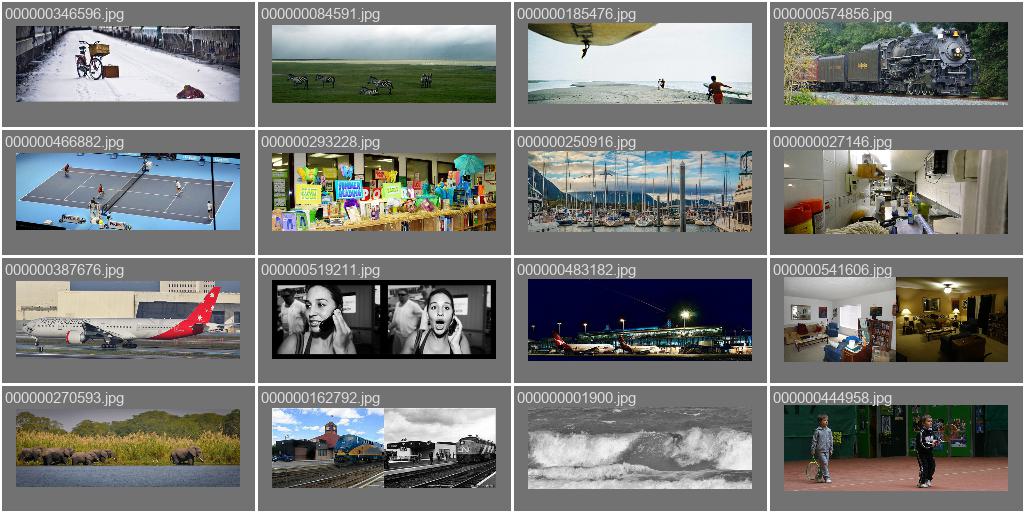 000000346596.jpg
000000084591.jpg
000000185476.jpg
000000574856.jpg
000000466882.jpg
000000293228.jpg
000000250916.jpg
000000027146.jpg
000000387676.jpg
000000519211.jpg
000000483182.jpg
000000541606.jpg
000000270593.jpg
000000162792.jpg
000000001900.jpg
000000444958.jpg